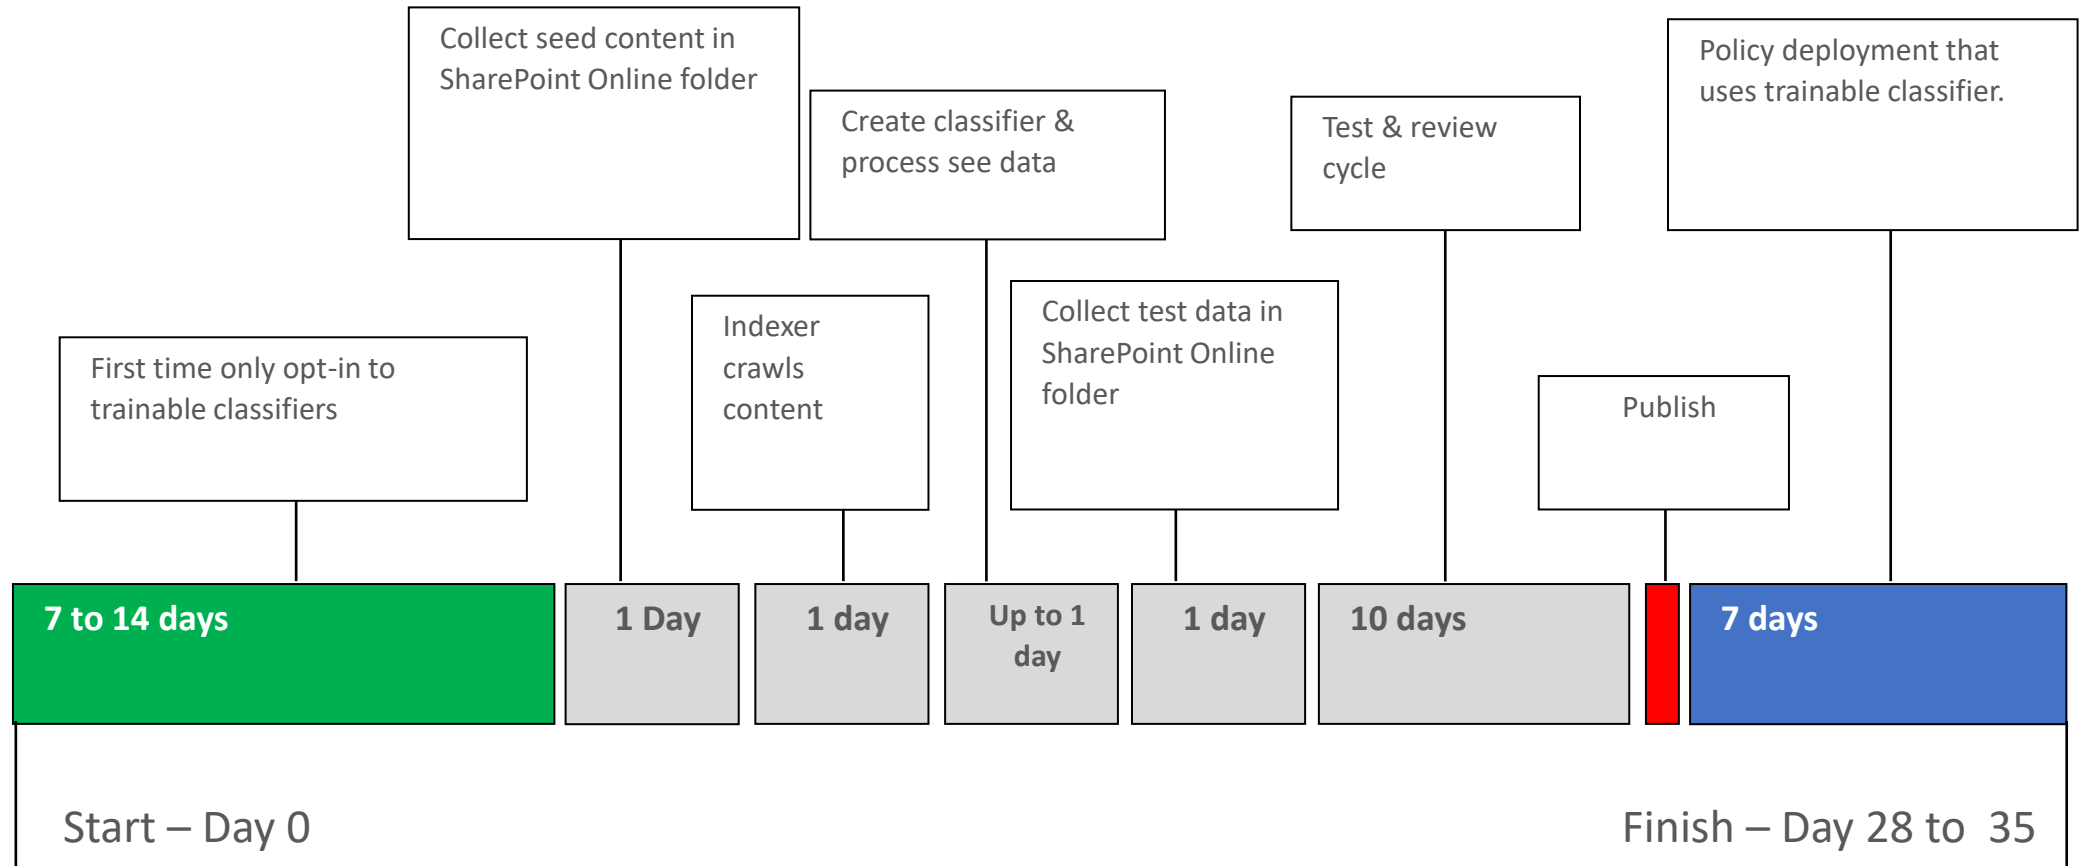 Collect seed content in
SharePoint Online folder
Policy deployment that
uses trainable classifier.
Create classifier &
process see data
Test & review
cycle
Collect test data in
SharePoint Online
folder
Indexer
crawls
content
First time only opt-in to
trainable classifiers
Publish
7 to 14 days
1 Day
1 day
Up to 1
day
1 day
10 days
7 days
Start – Day 0
Finish – Day 28 to  35